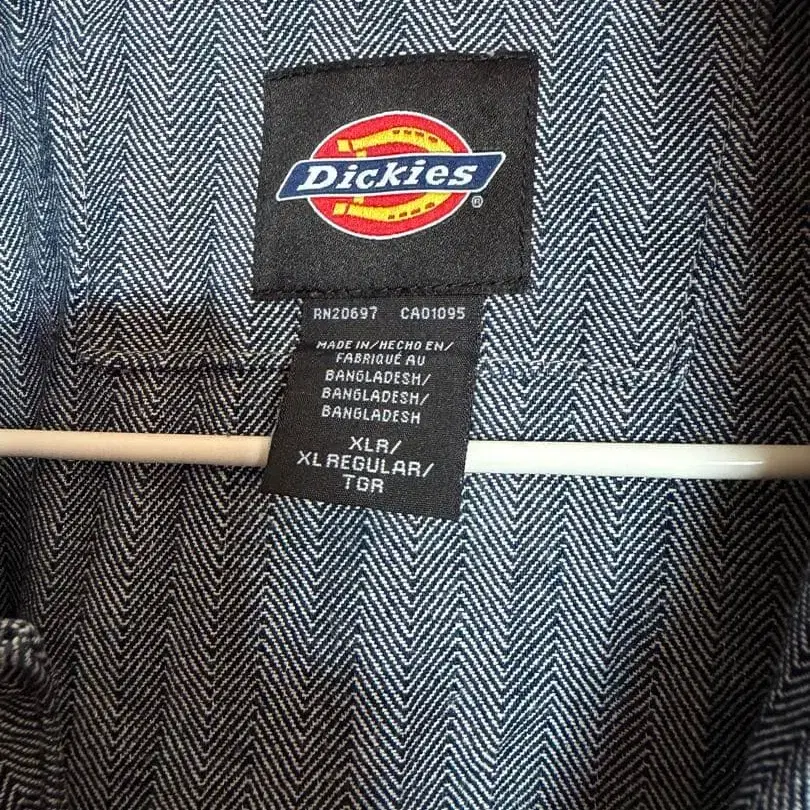 Dickies®
RN20697 CA01095
MADE IN/HECHO EN/
FABRIQUÉ AU
BANGLADESH/
BANGLADESH/
BANGLADESH
XLR/
XL REGULAR/
TGR